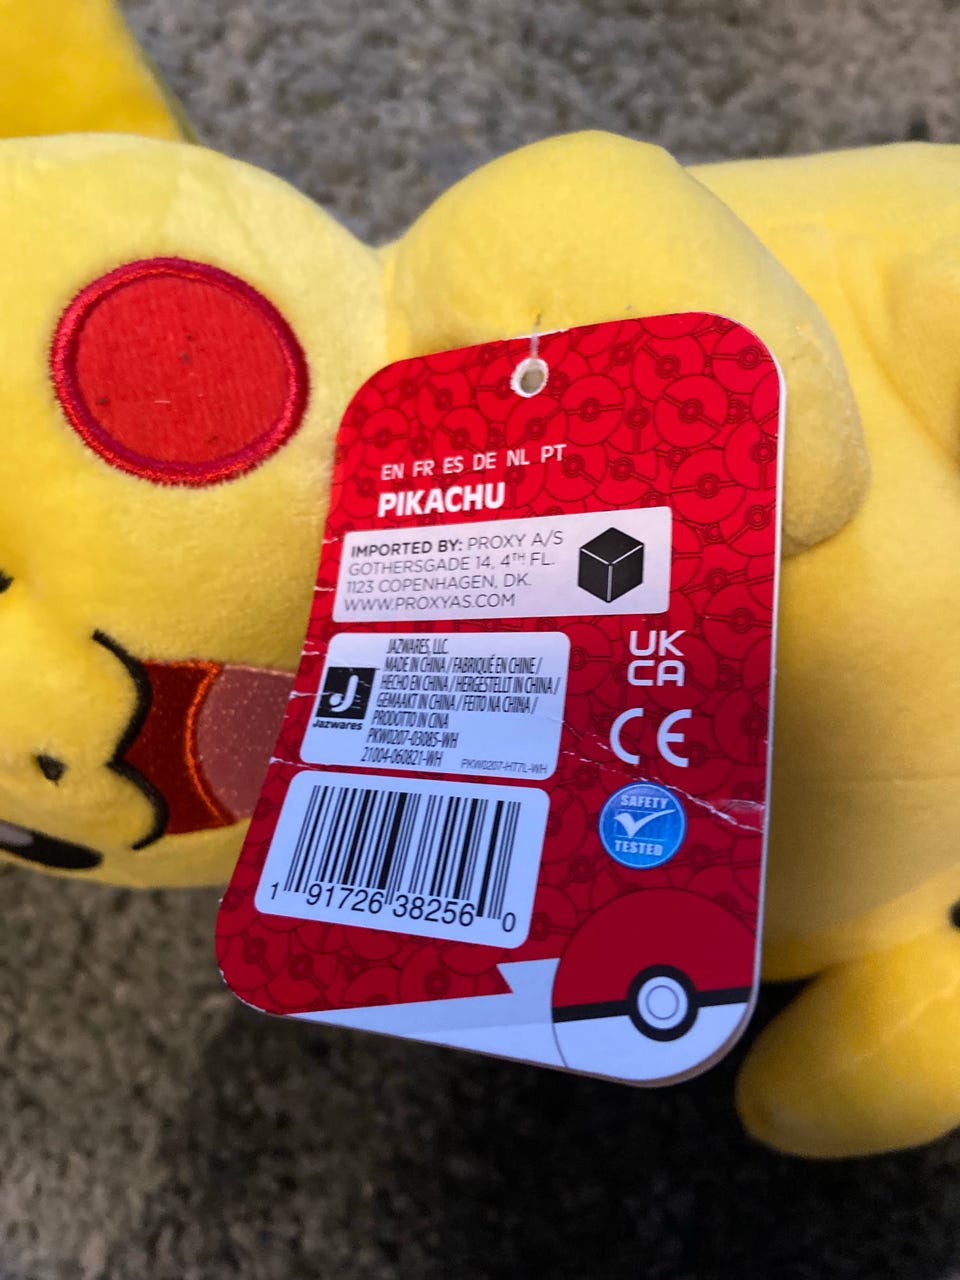 EN FR ES DE NL PT
PIKACHU
IMPORTED BY: PROXY A/S
GOTHERSGADE 14, 4TH FL.
1123 COPENHAGEN, DK.
WWW.PROXYAS.COM
JAZWARES, LLC.
MADE IN CHINA / FABRIQUÉ EN CHINE /
HECHO EN CHINA / HERGESTELLT IN CHINA /
GEMAAKT IN CHINA / FEITO NA CHINA /
PRODOTTO IN CINA
PKW0207-03085-WH
21004-060821-WH
PKW0207-HT7L-WH
J
Jazwares
UK
CA
CE
SAFETY
TESTED
1 91726 38256 0